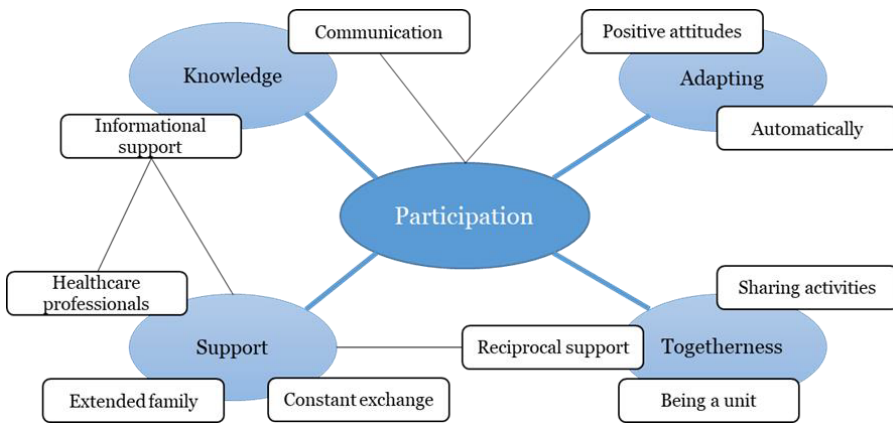 Communication
Positive attitudes
Knowledge
Adapting
Informational
support
Automatically
Participation
Healthcare
professionals
Sharing activities
Support
Reciprocal support
Togetherness
Extended family
Constant exchange
Being a unit